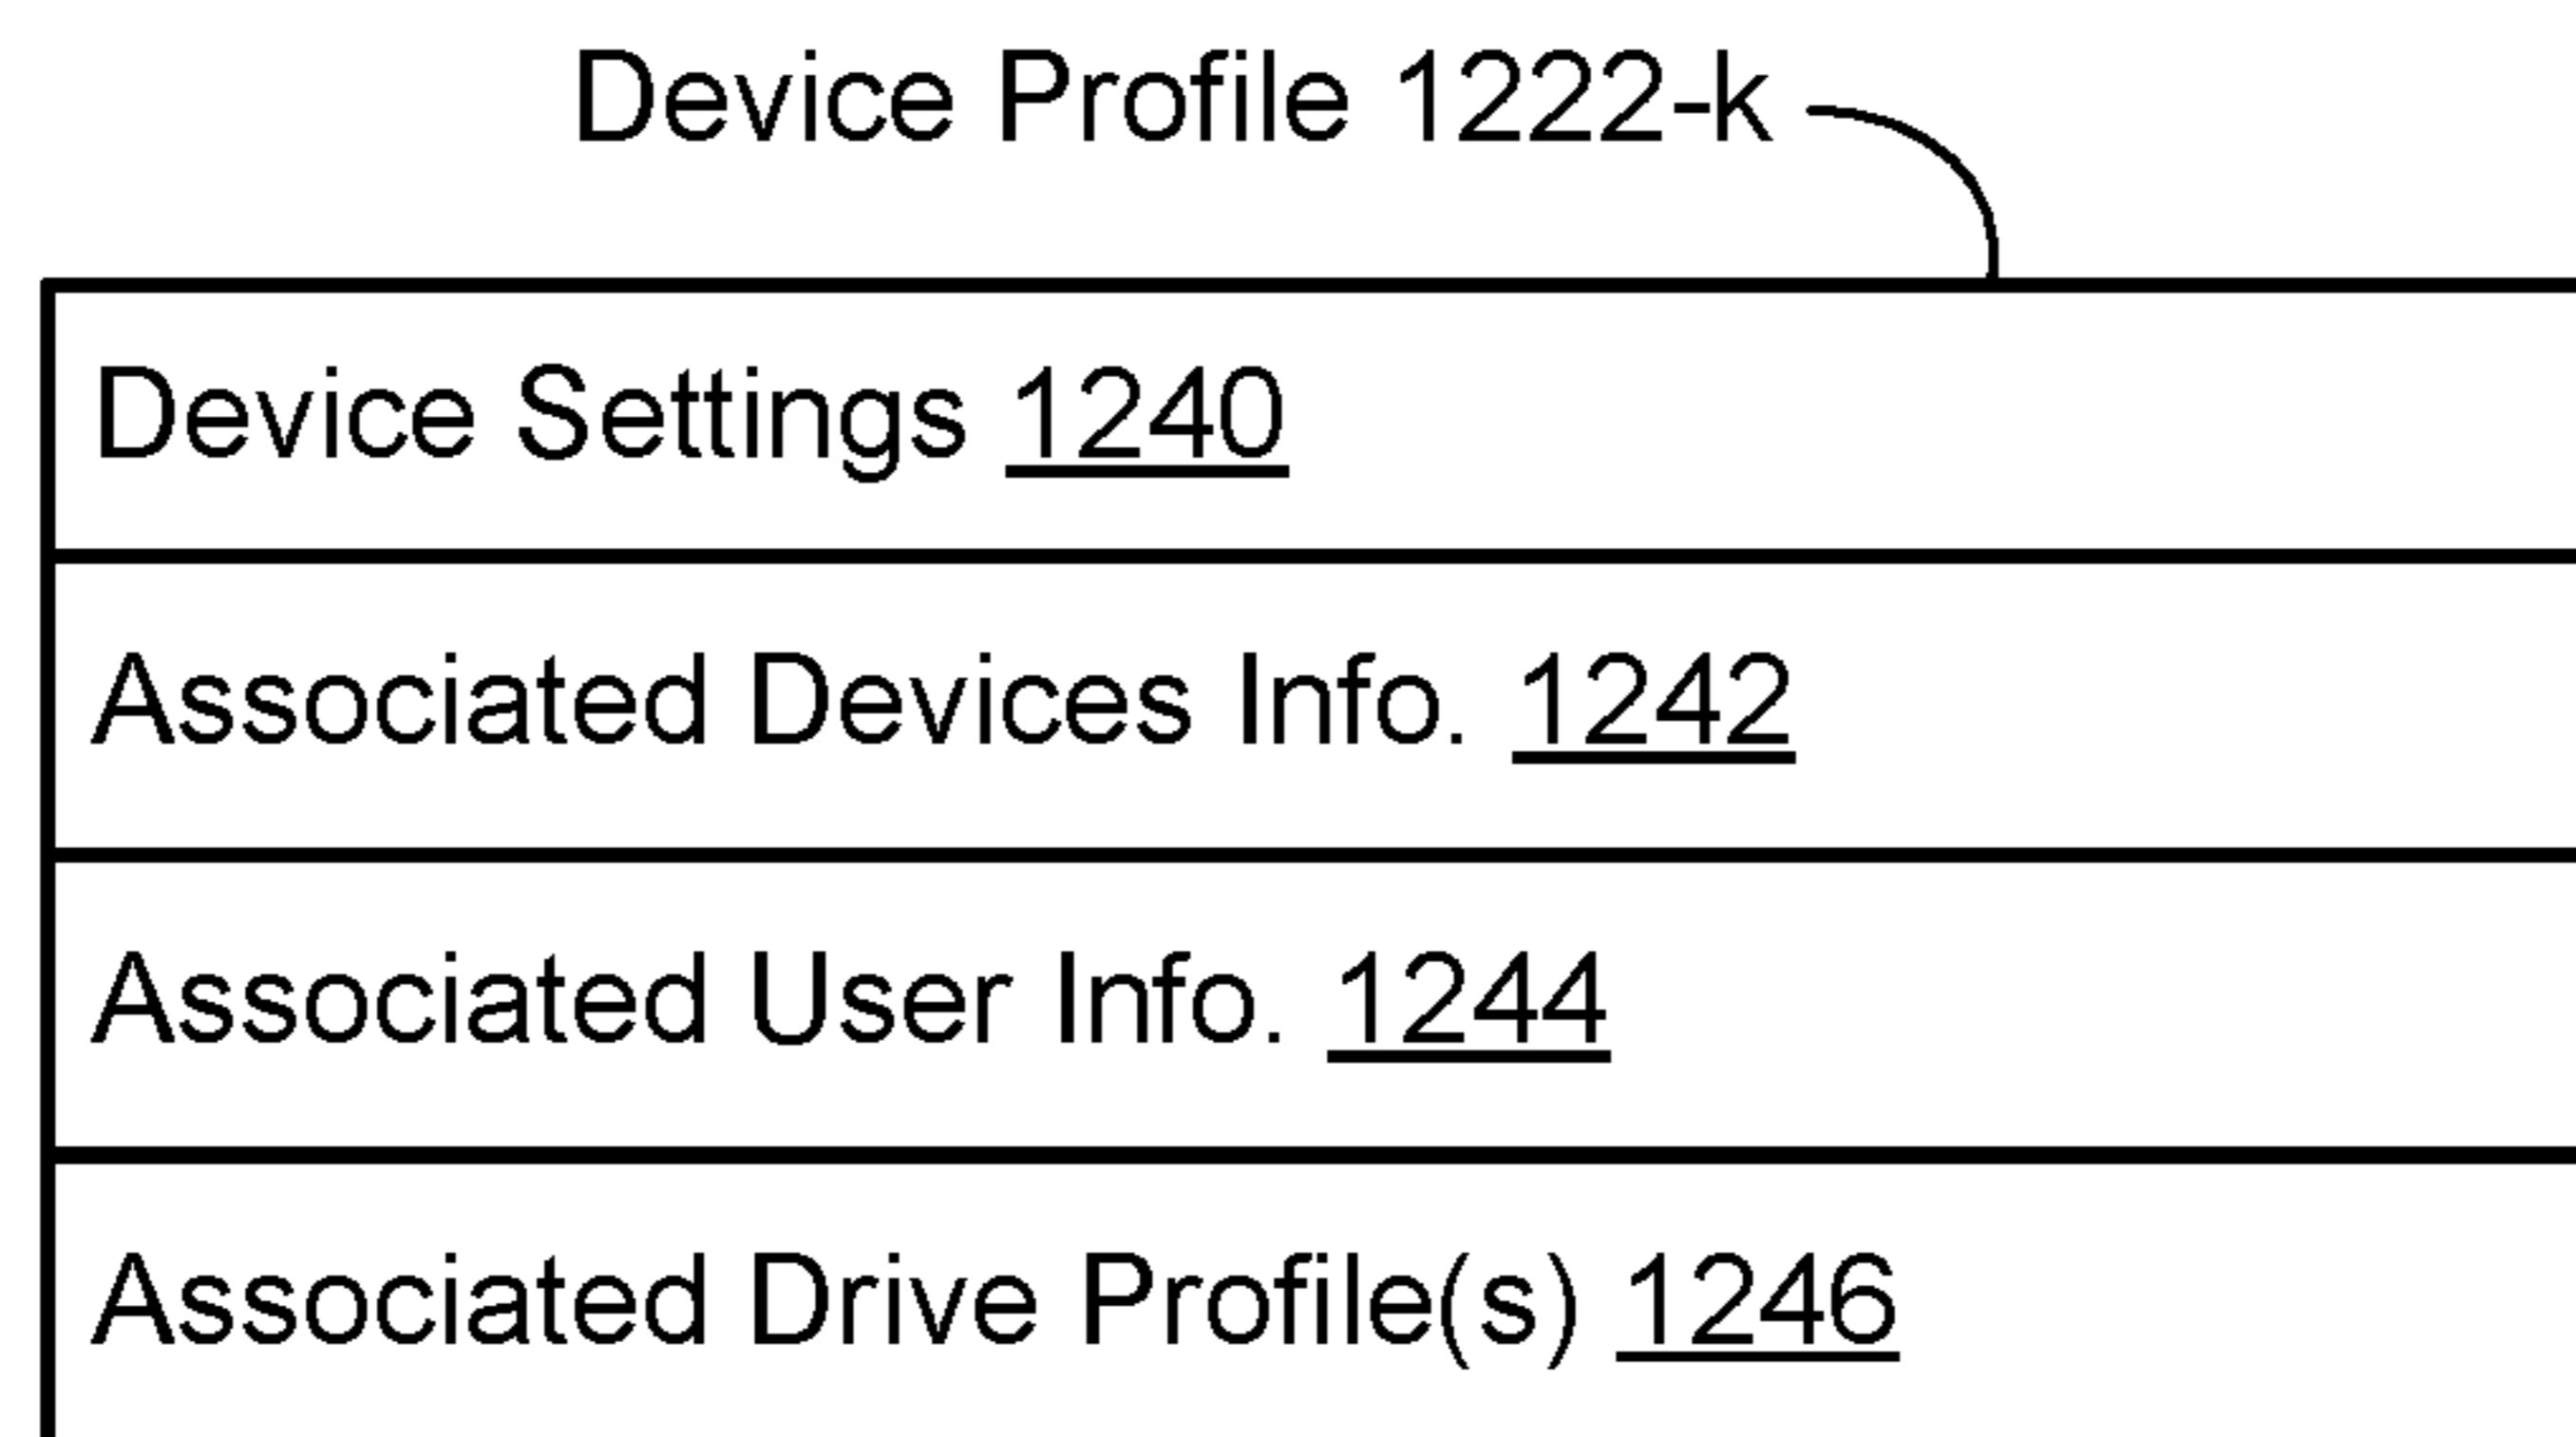 Device Profile 1222-k
Device Settings 1240
Associated Devices Info. 1242
Associated User Info. 1244
Associated Drive Profile(s) 1246